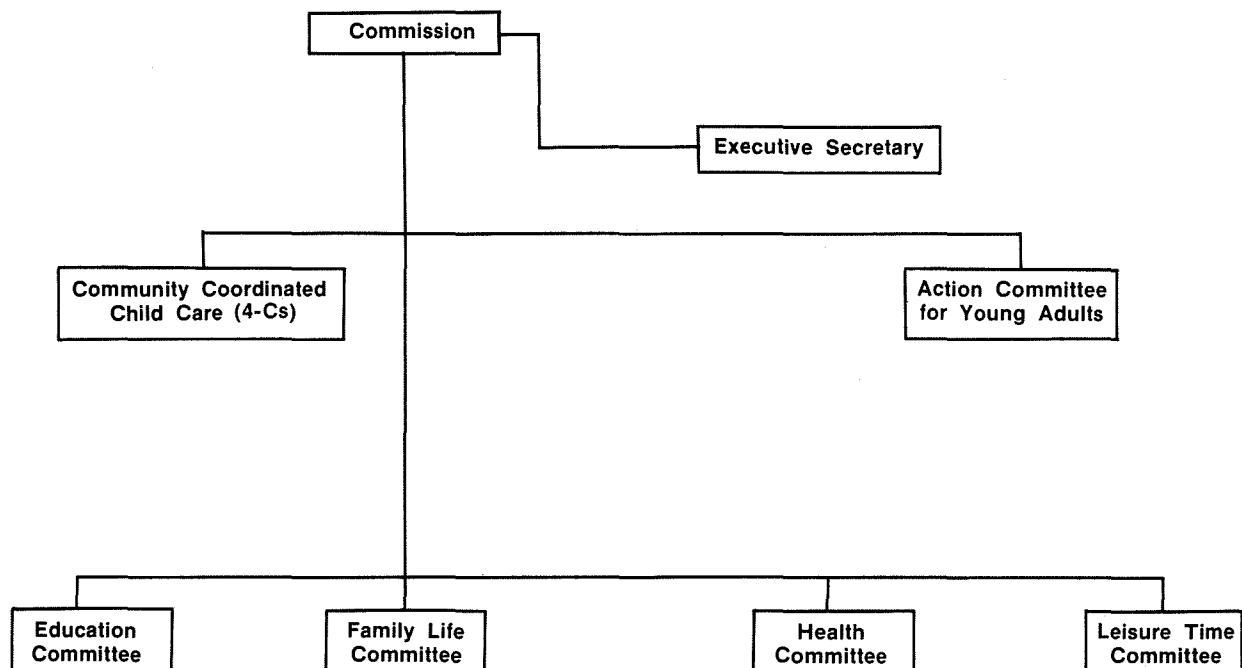 Commission
Executive Secretary
Community Coordinated
Child Care (4-Cs)
Action Committee
for Young Adults
Education
Committee
Family Life
Committee
Health
Committee
Leisure Time
Committee